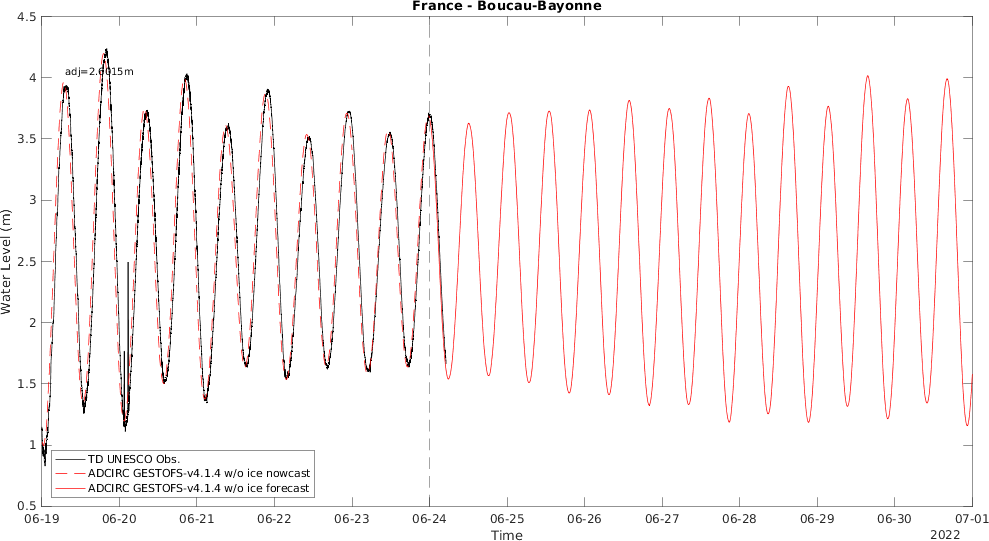 France - Boucau-Bayonne
4.5
4
3.5
3
2.5
2
1.5
1
0.5
Water Level (m)
adj=2.6015m
TD UNESCO Obs.
ADCIRC GESTOFS-v4.1.4 w/o ice nowcast
ADCIRC GESTOFS-v4.1.4 w/o ice forecast
06-19 06-20 06-21 06-22 06-23 06-24 06-25 06-26 06-27 06-28 06-29 06-30 07-01
Time
2022